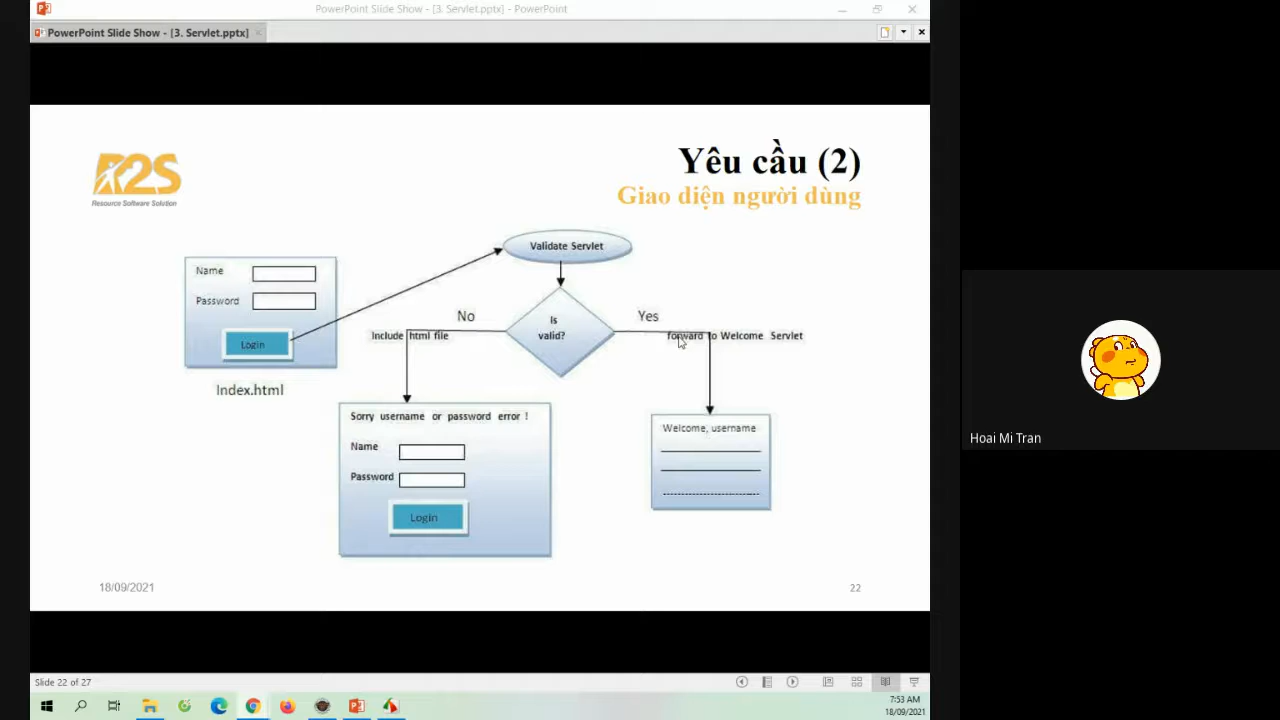 PowerPoint Slide Show - [3. Servlet.pptx] - PowerPoint
PowerPoint Slide Show - [3. Servlet.pptx]
R2S
Resource Software Solution
Yêu cầu (2)
Giao diện người dùng
Validate Servlet
Name
Password
Login
Index.html
Is
valid?
No
Include html file
Yes
forward to Welcome Servlet
Sorry username or password error !
Name
Password
Login
Welcome, username
18/09/2021
22
Hoai Mi Tran
Slide 22 of 27
7:53 AM
18/09/2021